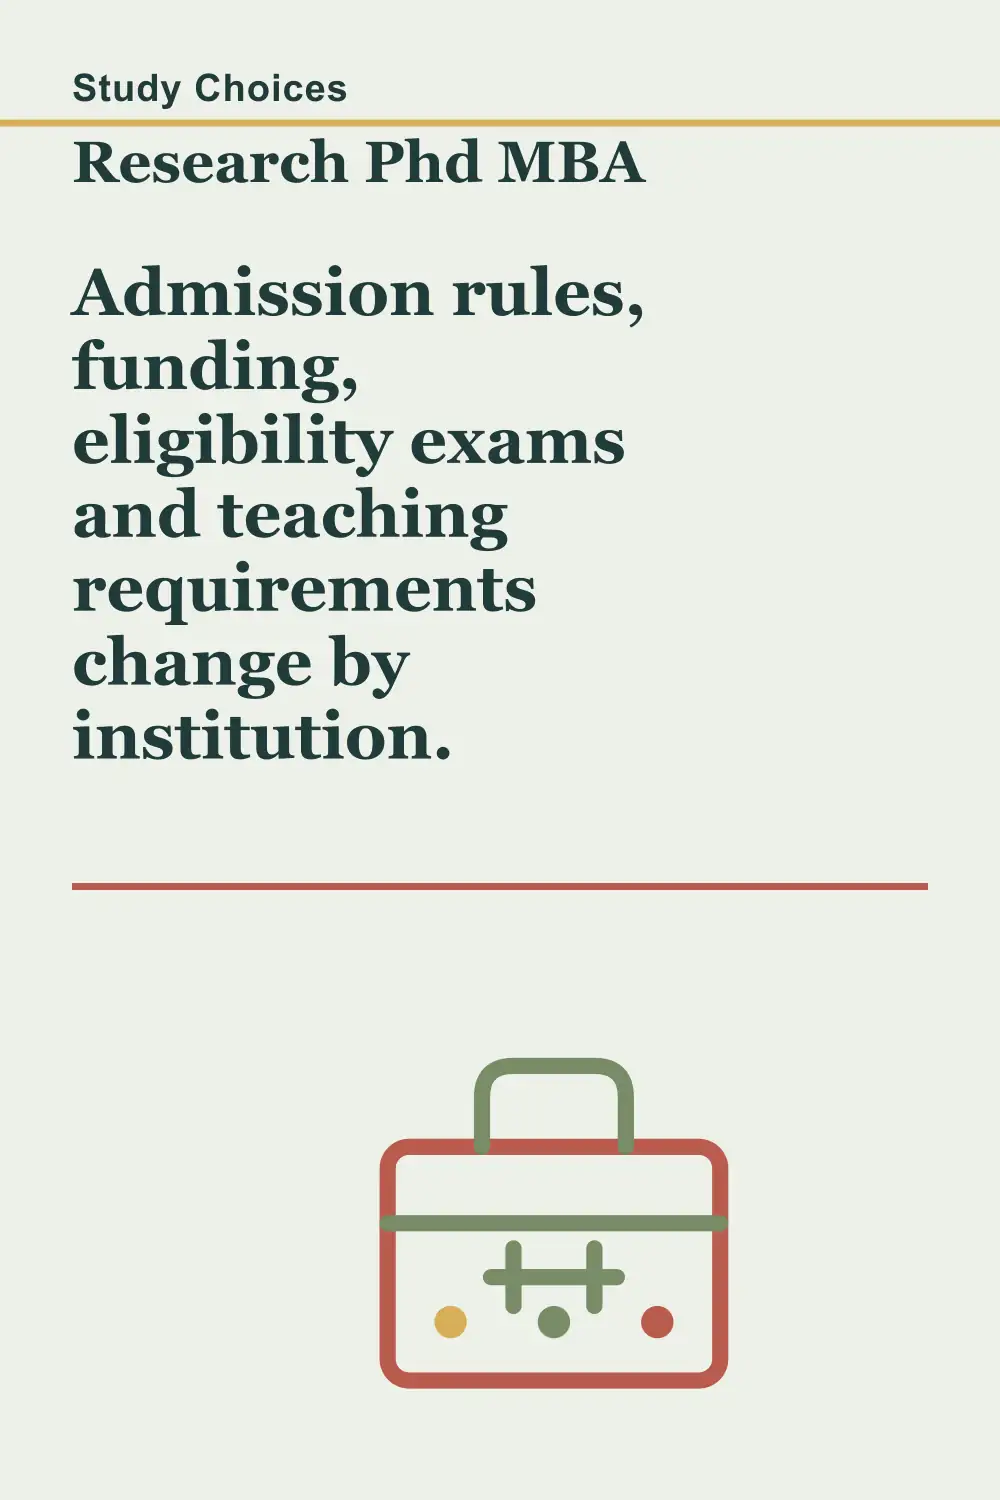 Study Choices
Research Phd MBA
Admission rules,
funding,
eligibility exams
and teaching
requirements
change by
institution.